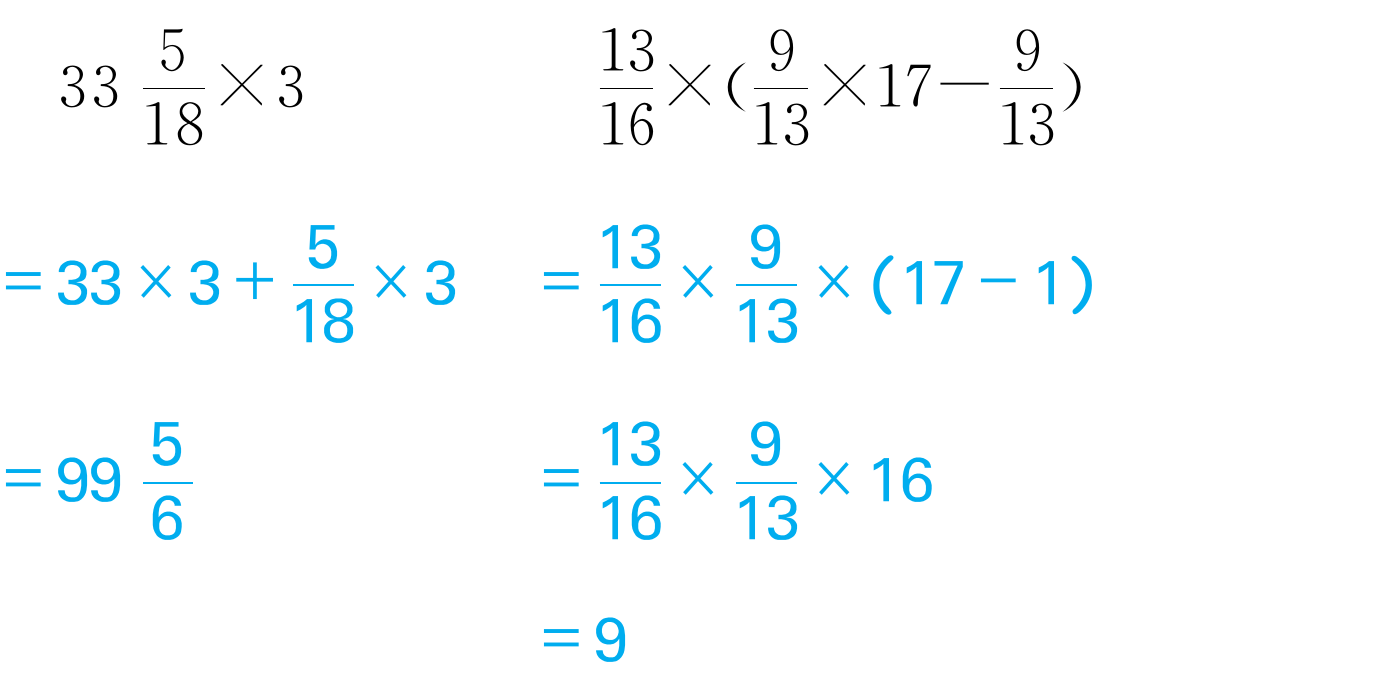 33 5/18 × 3
= 33 × 3 + 5/18 × 3
= 99 5/6
13/16 × (9/13 × 17 − 9/13)
= 13/16 × 9/13 × (17 − 1)
= 13/16 × 9/13 × 16
= 9